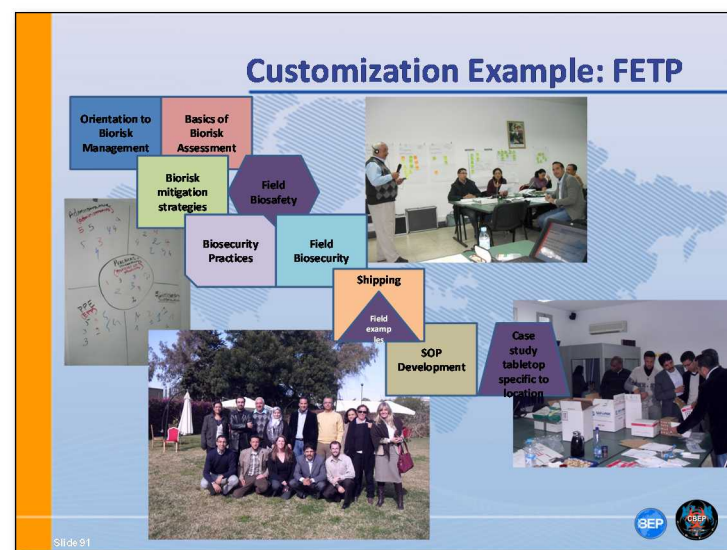 Customization Example: FETP
Orientation to
Biorisk
Management
Basics of
Biorisk
Assessment
Biorisk
mitigation
strategies
Field
Biosafety
Biosecurity
Practices
Field
Biosecurity
Shipping
Field
examp
les
SOP
Development
Case
study
tabletop
specific to
location
PPE
BEP
CBEP
Slide 91